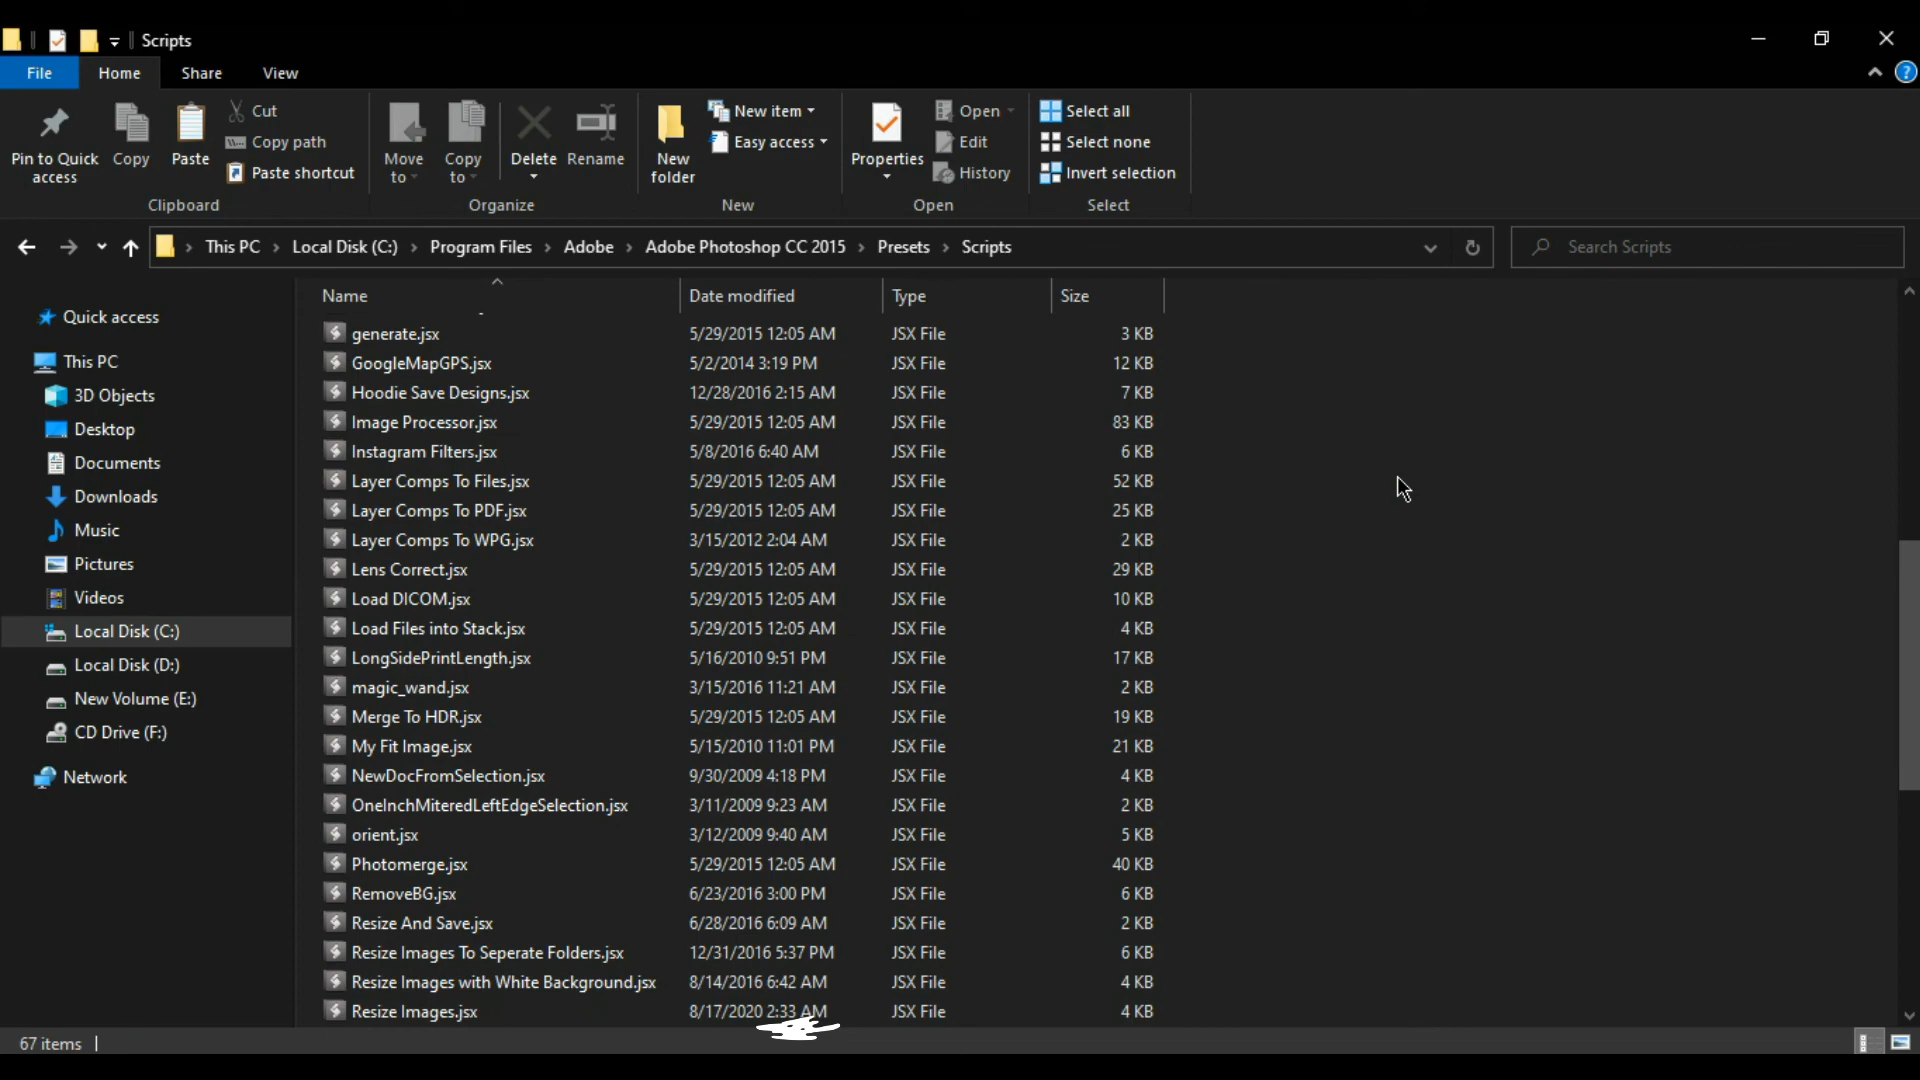 Scripts
File Home Share View
Pin to Quick access
Copy
Paste
Cut
Copy path
Paste shortcut
Clipboard
Move to
Copy to
Delete
Rename
Organize
New folder
New item
Easy access
New
Properties
Open
Edit
History
Open
Select all
Select none
Invert selection
Select
This PC > Local Disk (C:) > Program Files > Adobe > Adobe Photoshop CC 2015 > Presets > Scripts
Search Scripts
Quick access
This PC
3D Objects
Desktop
Documents
Downloads
Music
Pictures
Videos
Local Disk (C:)
Local Disk (D:)
New Volume (E:)
CD Drive (F:)
Network
Name Date modified Type Size
generate.jsx 5/29/2015 12:05 AM JSX File 3 KB
GoogleMapGPS.jsx 5/2/2014 3:19 PM JSX File 12 KB
Hoodie Save Designs.jsx 12/28/2016 2:15 AM JSX File 7 KB
Image Processor.jsx 5/29/2015 12:05 AM JSX File 83 KB
Instagram Filters.jsx 5/8/2016 6:40 AM JSX File 6 KB
Layer Comps To Files.jsx 5/29/2015 12:05 AM JSX File 52 KB
Layer Comps To PDF.jsx 5/29/2015 12:05 AM JSX File 25 KB
Layer Comps To WPG.jsx 3/15/2012 2:04 AM JSX File 2 KB
Lens Correct.jsx 5/29/2015 12:05 AM JSX File 29 KB
Load DICOM.jsx 5/29/2015 12:05 AM JSX File 10 KB
Load Files into Stack.jsx 5/29/2015 12:05 AM JSX File 4 KB
LongSidePrintLength.jsx 5/16/2010 9:51 PM JSX File 17 KB
magic_wand.jsx 3/15/2016 11:21 AM JSX File 2 KB
Merge To HDR.jsx 5/29/2015 12:05 AM JSX File 19 KB
My Fit Image.jsx 5/15/2010 11:01 PM JSX File 21 KB
NewDocFromSelection.jsx 9/30/2009 4:18 PM JSX File 4 KB
OneInchMiteredLeftEdgeSelection.jsx 3/11/2009 9:23 AM JSX File 2 KB
orient.jsx 3/12/2009 9:40 AM JSX File 5 KB
Photomerge.jsx 5/29/2015 12:05 AM JSX File 40 KB
RemoveBG.jsx 6/23/2016 3:00 PM JSX File 6 KB
Resize And Save.jsx 6/28/2016 6:09 AM JSX File 2 KB
Resize Images To Seperate Folders.jsx 12/31/2016 5:37 PM JSX File 6 KB
Resize Images with White Background.jsx 8/14/2016 6:42 AM JSX File 4 KB
Resize Images.jsx 8/17/2020 2:33 AM JSX File 4 KB
67 items